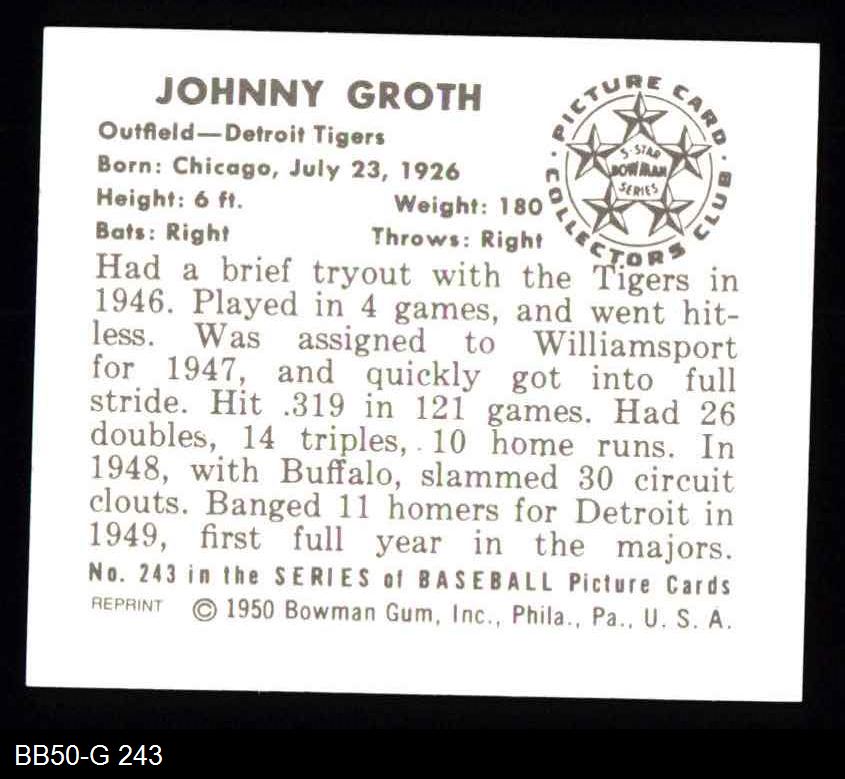 JOHNNY GROTH
Outfield—Detroit Tigers
Born: Chicago, July 23, 1926
Height: 6 ft. Weight: 180
Bats: Right Throws: Right
PICTURE CARD COLLECTORS CLUB
5-STAR
BOWMAN
SERIES
Had a brief tryout with the Tigers in
1946. Played in 4 games, and went hit-
less. Was assigned to Williamsport
for 1947, and quickly got into full
stride. Hit .319 in 121 games. Had 26
doubles, 14 triples, 10 home runs. In
1948, with Buffalo, slammed 30 circuit
clouts. Banged 11 homers for Detroit in
1949, first full year in the majors.
No. 243 in the SERIES of BASEBALL Picture Cards
REPRINT © 1950 Bowman Gum, Inc., Phila., Pa., U. S. A.
BB50-G 243